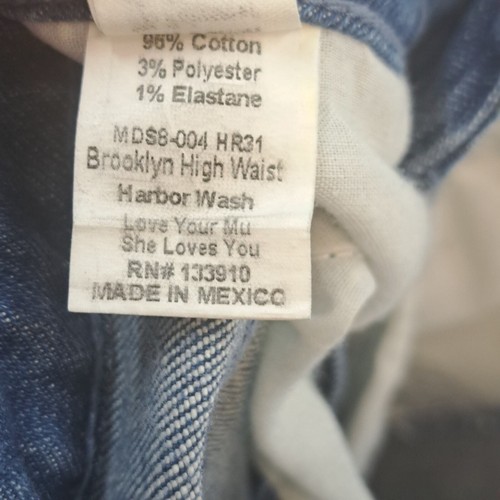 96% Cotton
3% Polyester
1% Elastane
MDS8-004 HR31
Brooklyn High Waist
Harbor Wash
Love Your Mu
She Loves You
RN# 133910
MADE IN MEXICO